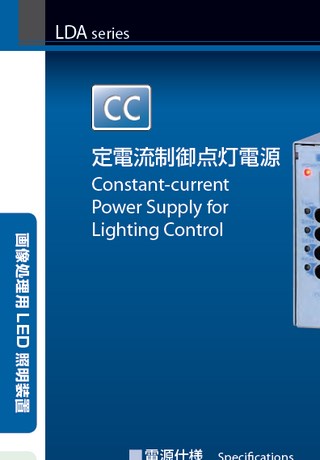 LDA series
CC
定電流制御点灯電源
Constant-current
Power Supply for
Lighting Control
画像処理用 LED 照明装置
電源仕様 Specifications